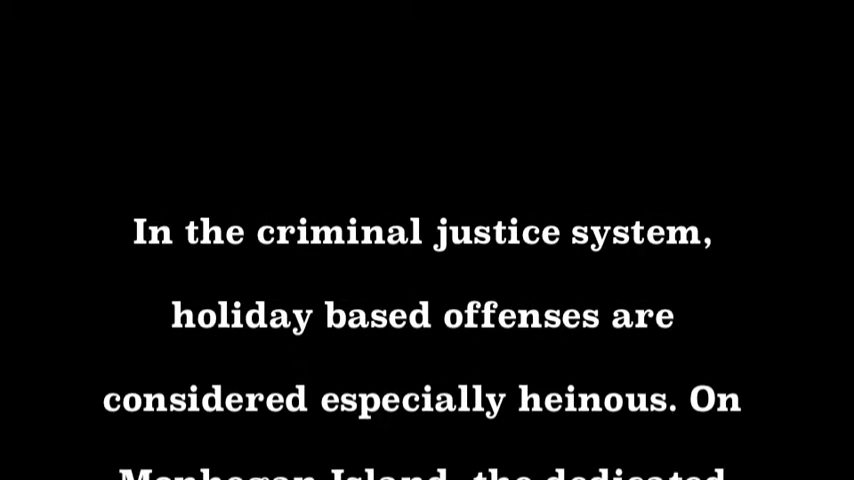 In the criminal justice system,
holiday based offenses are
considered especially heinous. On
Monhegan Island, the dedicated